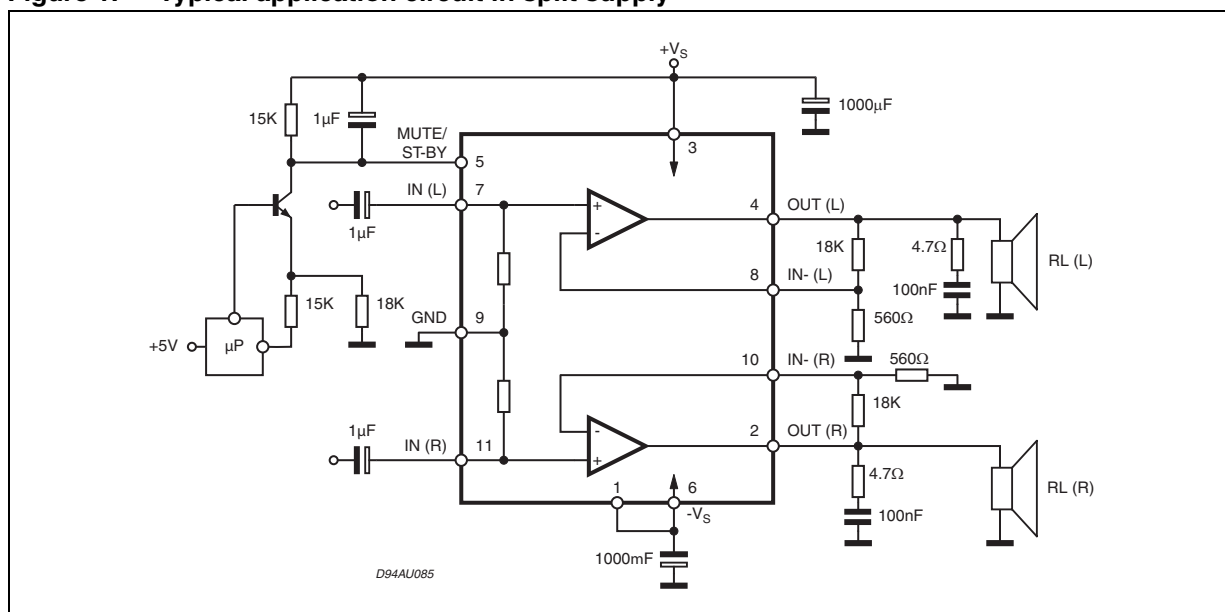 Figure 1. Typical application circuit in split supply
+VS
15K
1µF
1000µF
MUTE/
ST-BY
5
3
IN (L)
7
1µF
+
-
4
OUT (L)
18K
4.7Ω
RL (L)
8
IN- (L)
100nF
15K
18K
GND
9
560Ω
+5V
µP
10
IN- (R)
560Ω
18K
1µF
IN (R)
11
-
+
2
OUT (R)
4.7Ω
RL (R)
1
6
-VS
100nF
1000mF
D94AU085